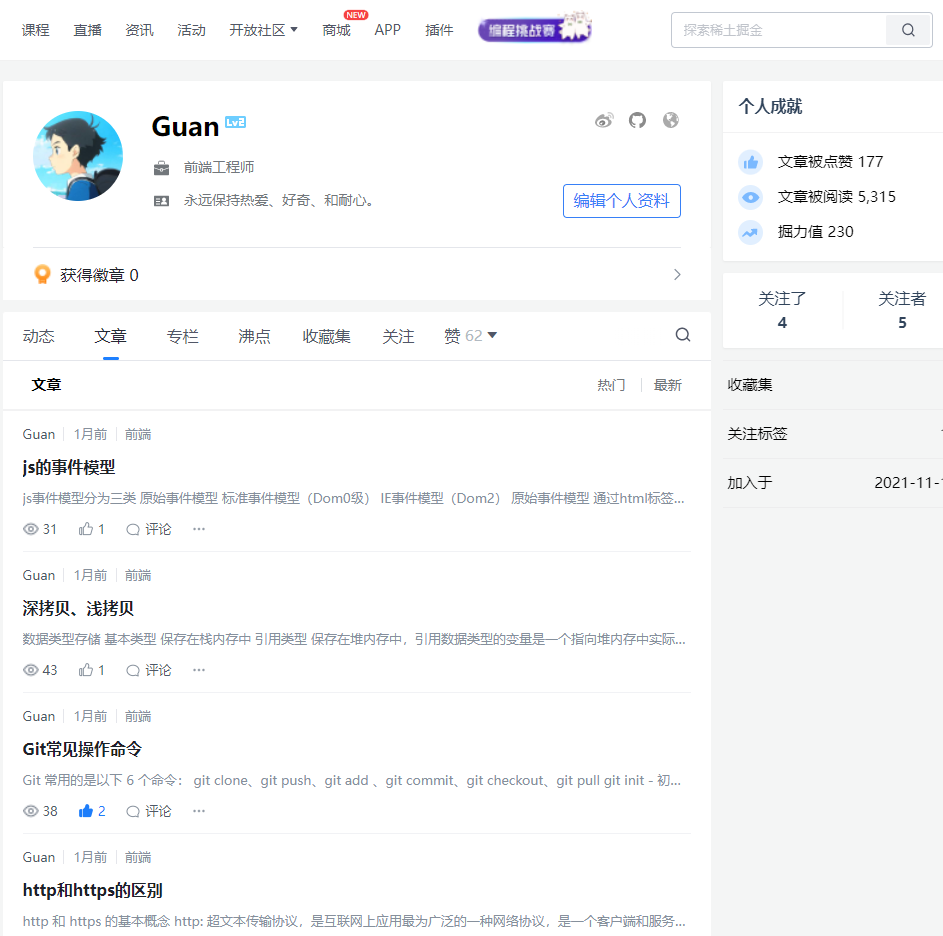 课程 直播 资讯 活动 开放社区 商城 NEW APP 插件 编程挑战赛 探索稀土掘金
Guan Lv2
前端工程师
永远保持热爱、好奇、和耐心。
编辑个人资料
获得徽章 0
动态 文章 专栏 沸点 收藏集 关注 赞 62
文章 热门 最新
Guan 1月前 前端
js的事件模型
js事件模型分为三类 原始事件模型 标准事件模型（Dom0级） IE事件模型（Dom2） 原始事件模型 通过html标签...
31 1 评论 ...
Guan 1月前 前端
深拷贝、浅拷贝
数据类型存储 基本类型 保存在栈内存中 引用类型 保存在堆内存中，引用数据类型的变量是一个指向堆内存中实际...
43 1 评论 ...
Guan 1月前 前端
Git常见操作命令
Git 常用的是以下 6 个命令： git clone、git push、git add 、git commit、git checkout、git pull git init - 初...
38 2 评论 ...
Guan 1月前 前端
http和https的区别
http 和 https 的基本概念 http: 超文本传输协议，是互联网上应用最为广泛的一种网络协议，是一个客户端和服务...
个人成就
文章被点赞 177
文章被阅读 5,315
掘力值 230
关注了 关注者
4 5
收藏集
关注标签
加入于 2021-11-